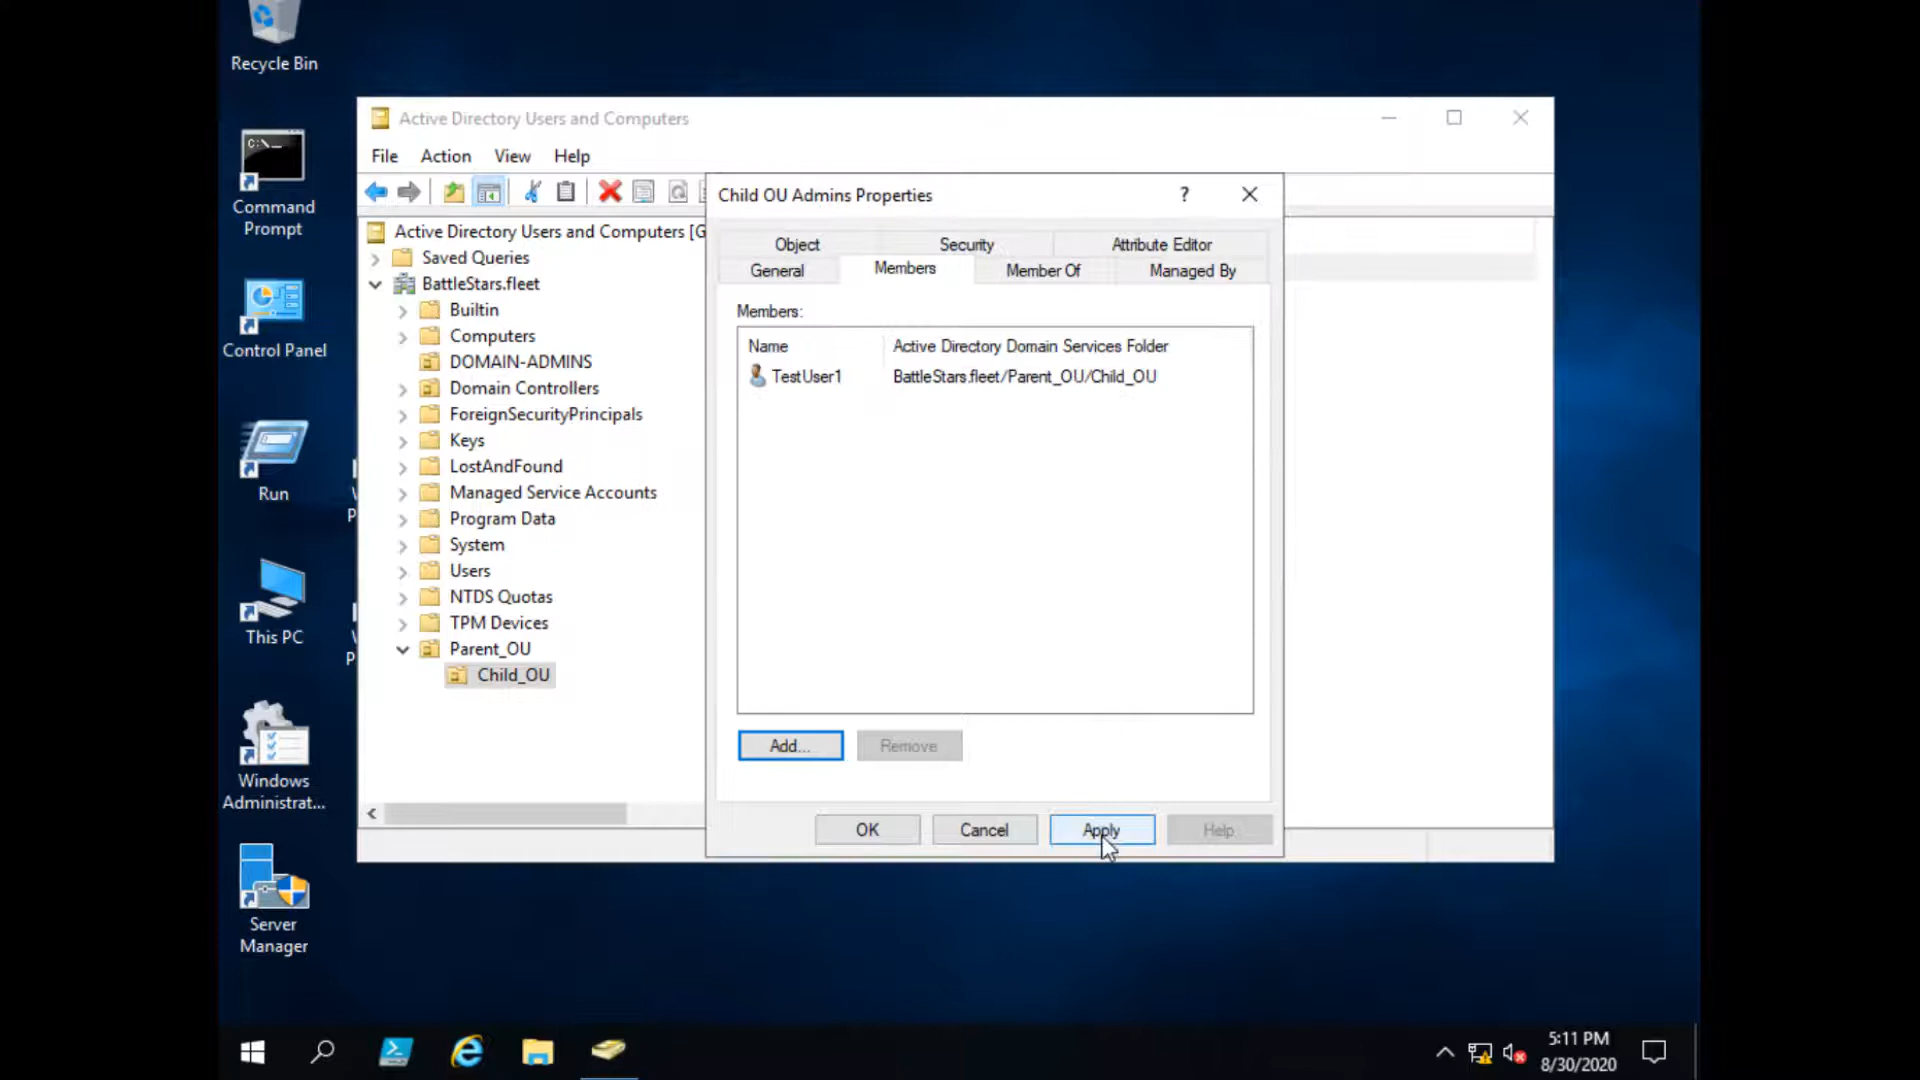 Recycle Bin
Command
Prompt
Control Panel
Run
This PC
Windows
Administrat...
Server
Manager
Active Directory Users and Computers
File Action View Help
Active Directory Users and Computers [G
Saved Queries
BattleStars.fleet
Builtin
Computers
DOMAIN-ADMINS
Domain Controllers
ForeignSecurityPrincipals
Keys
LostAndFound
Managed Service Accounts
Program Data
System
Users
NTDS Quotas
TPM Devices
Parent_OU
Child_OU
Child OU Admins Properties
Object Security Attribute Editor
General Members Member Of Managed By
Members:
Name Active Directory Domain Services Folder
TestUser1 BattleStars.fleet/Parent_OU/Child_OU
Add... Remove
OK Cancel Apply Help
5:11 PM
8/30/2020